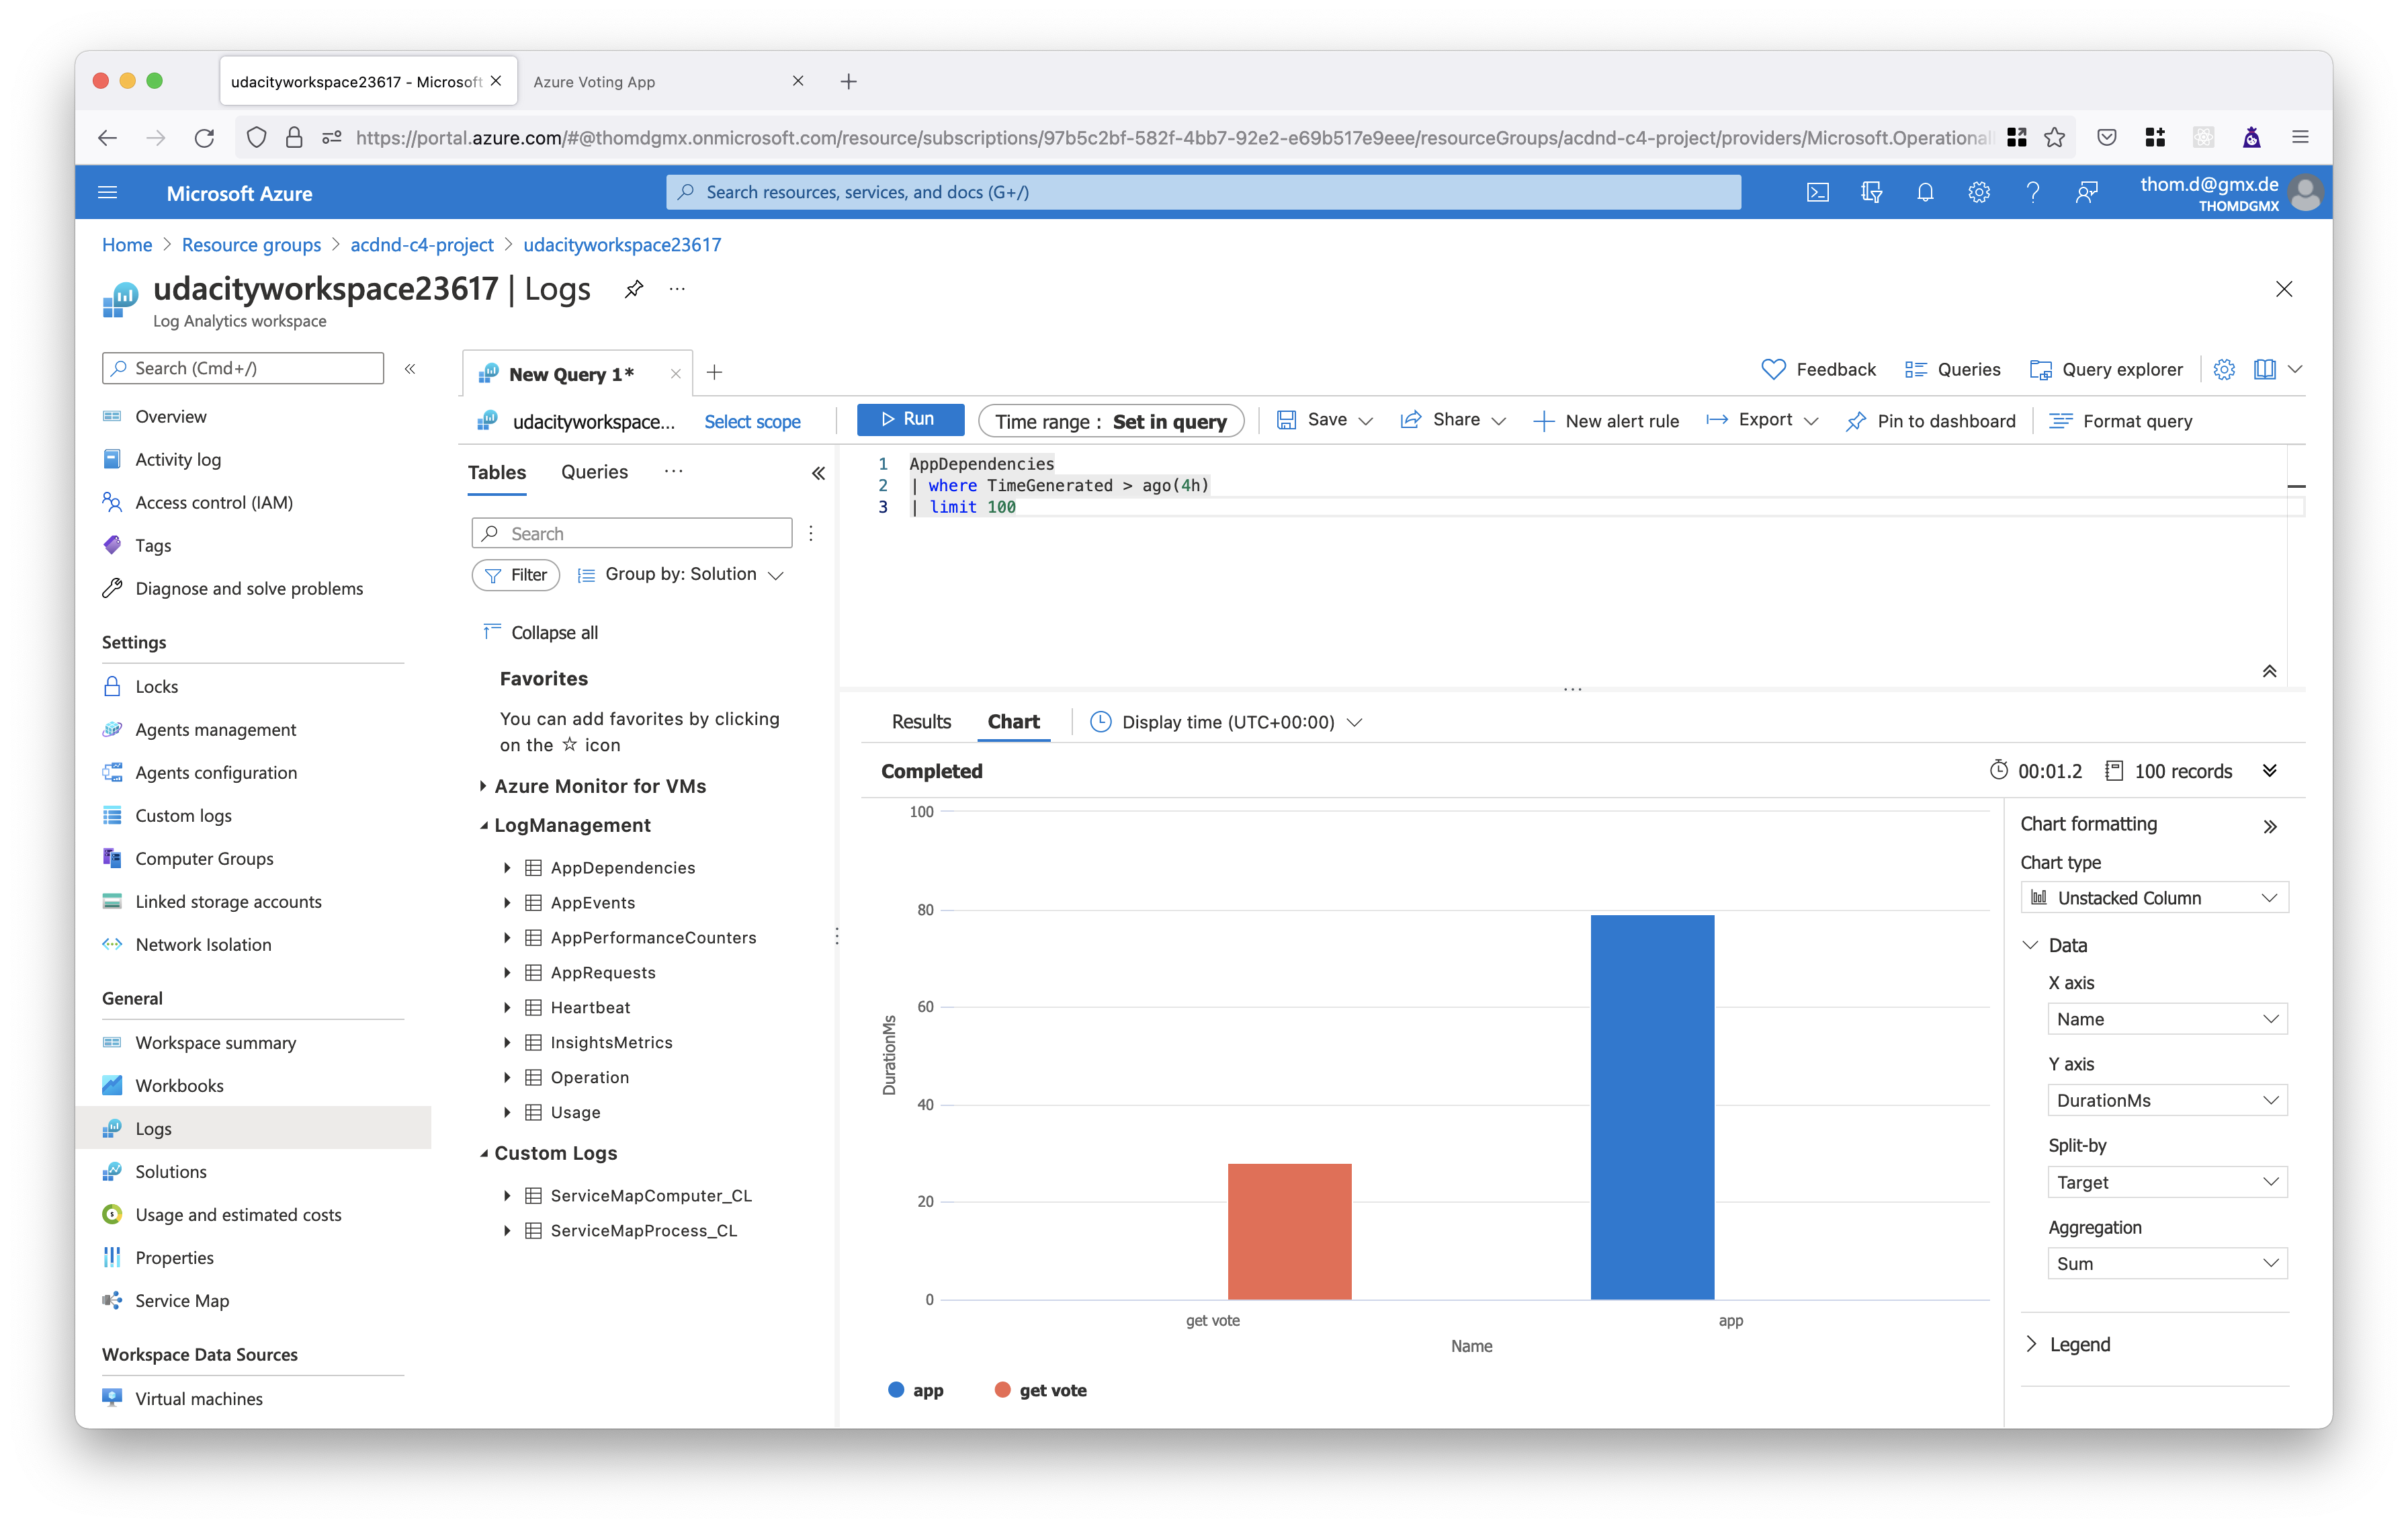 udacityworkspace23617 - Microsoft
Azure Voting App
https://portal.azure.com/#@thomdgmx.onmicrosoft.com/resource/subscriptions/97b5c2bf-582f-4bb7-92e2-e69b517e9eee/resourceGroups/acdnd-c4-project/providers/Microsoft.Operational
Microsoft Azure
Search resources, services, and docs (G+/)
thom.d@gmx.de
THOMDGMX
Home > Resource groups > acdnd-c4-project > udacityworkspace23617
udacityworkspace23617 | Logs
Log Analytics workspace
Search (Cmd+/)
Overview
Activity log
Access control (IAM)
Tags
Diagnose and solve problems
Settings
Locks
Agents management
Agents configuration
Custom logs
Computer Groups
Linked storage accounts
Network Isolation
General
Workspace summary
Workbooks
Logs
Solutions
Usage and estimated costs
Properties
Service Map
Workspace Data Sources
Virtual machines
New Query 1*
Feedback
Queries
Query explorer
udacityworkspace...
Select scope
Run
Time range : Set in query
Save
Share
New alert rule
Export
Pin to dashboard
Format query
Tables
Queries
Search
Filter
Group by: Solution
Collapse all
Favorites
You can add favorites by clicking
on the ☆ icon
Azure Monitor for VMs
LogManagement
AppDependencies
AppEvents
AppPerformanceCounters
AppRequests
Heartbeat
InsightsMetrics
Operation
Usage
Custom Logs
ServiceMapComputer_CL
ServiceMapProcess_CL
1 AppDependencies
2 | where TimeGenerated > ago(4h)
3 | limit 100
Results
Chart
Display time (UTC+00:00)
Completed
00:01.2
100 records
100
80
60
40
20
0
DurationMs
get vote
app
Name
app
get vote
Chart formatting
Chart type
Unstacked Column
Data
X axis
Name
Y axis
DurationMs
Split-by
Target
Aggregation
Sum
Legend